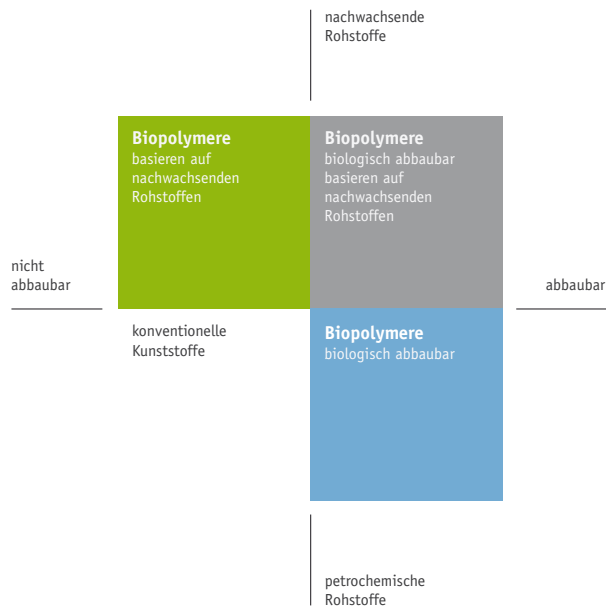 nachwachsende
Rohstoffe
Biopolymere
basieren auf
nachwachsenden
Rohstoffen
Biopolymere
biologisch abbaubar
basieren auf
nachwachsenden
Rohstoffen
nicht
abbaubar
abbaubar
konventionelle
Kunststoffe
Biopolymere
biologisch abbaubar
petrochemische
Rohstoffe